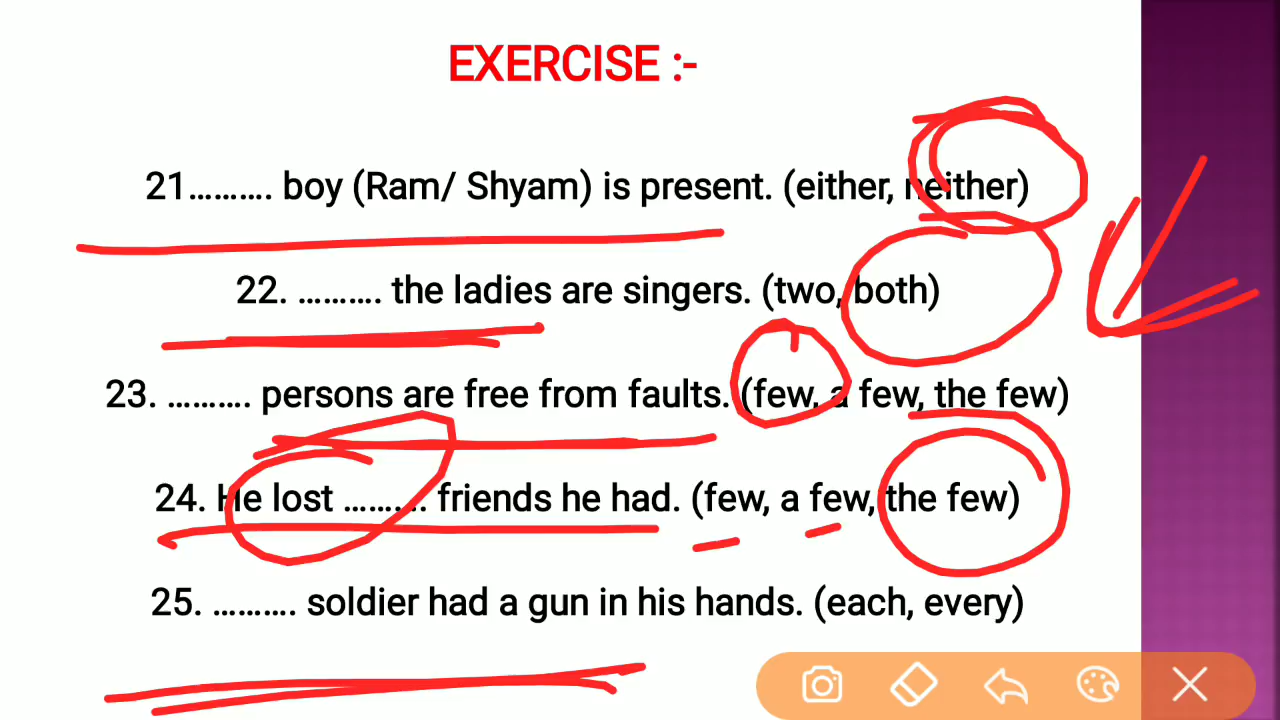 EXERCISE :-
21.......... boy (Ram/ Shyam) is present. (either, neither)
22. .......... the ladies are singers. (two, both)
23. .......... persons are free from faults. (few, a few, the few)
24. He lost .......... friends he had. (few, a few, the few)
25. .......... soldier had a gun in his hands. (each, every)